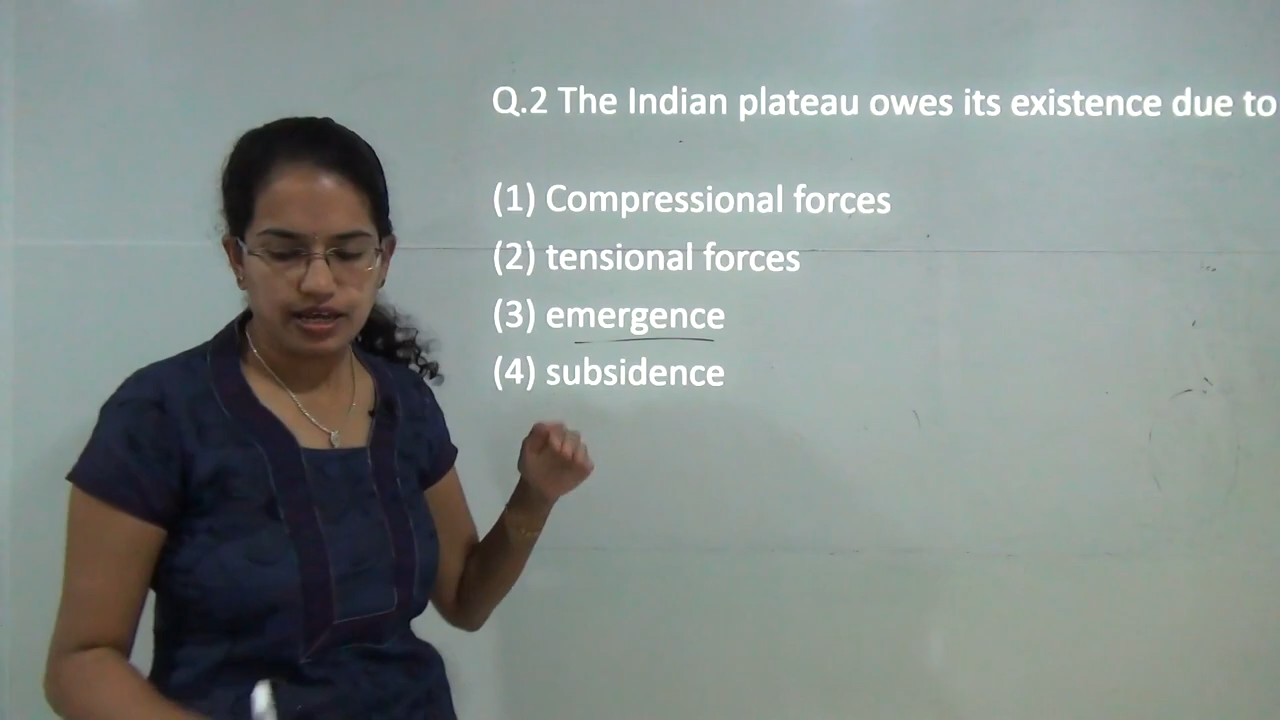 Q.2 The Indian plateau owes its existence due to
(1) Compressional forces
(2) tensional forces
(3) emergence
(4) subsidence